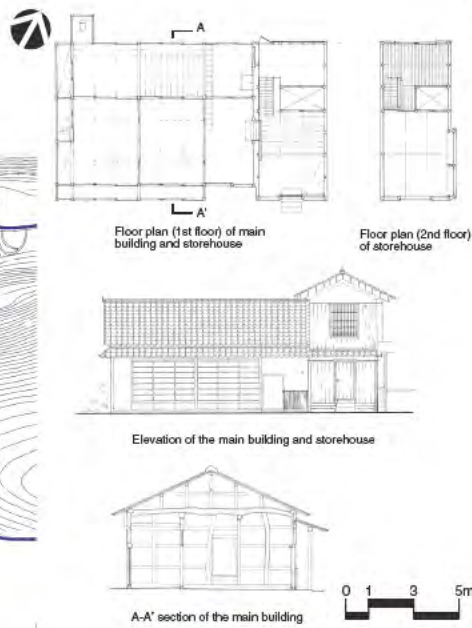 A
A'
Floor plan (1st floor) of main
building and storehouse
Floor plan (2nd floor)
of storehouse
Elevation of the main building and storehouse
A-A' section of the main building
0 1 3 5m